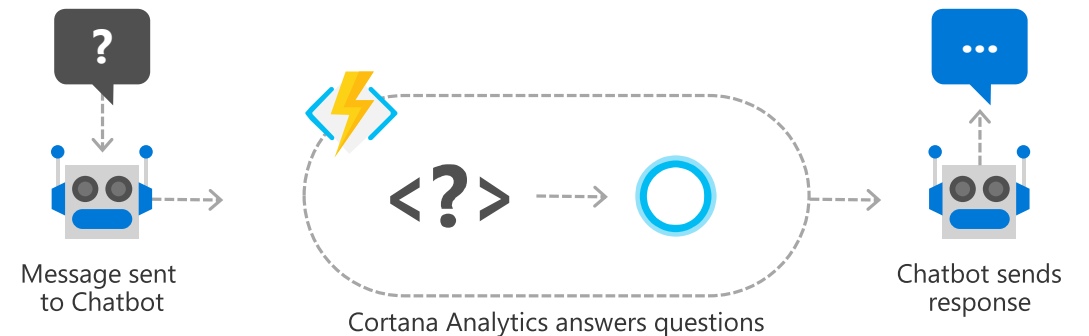 ?
...
<?>
Message sent
to Chatbot
Chatbot sends
response
Cortana Analytics answers questions